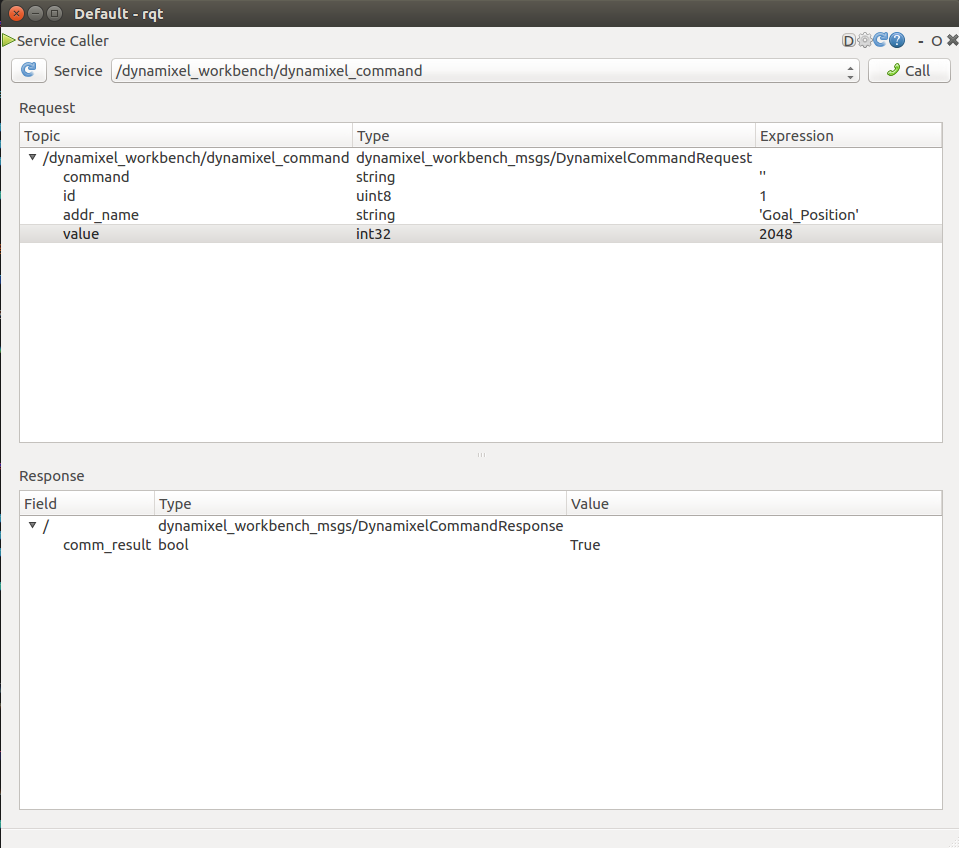 Default - rqt
Service Caller D ? - O
Service /dynamixel_workbench/dynamixel_command Call
Request
Topic Type Expression
/dynamixel_workbench/dynamixel_command dynamixel_workbench_msgs/DynamixelCommandRequest
command string ''
id uint8 1
addr_name string 'Goal_Position'
value int32 2048
Response
Field Type Value
/ dynamixel_workbench_msgs/DynamixelCommandResponse
comm_result bool True